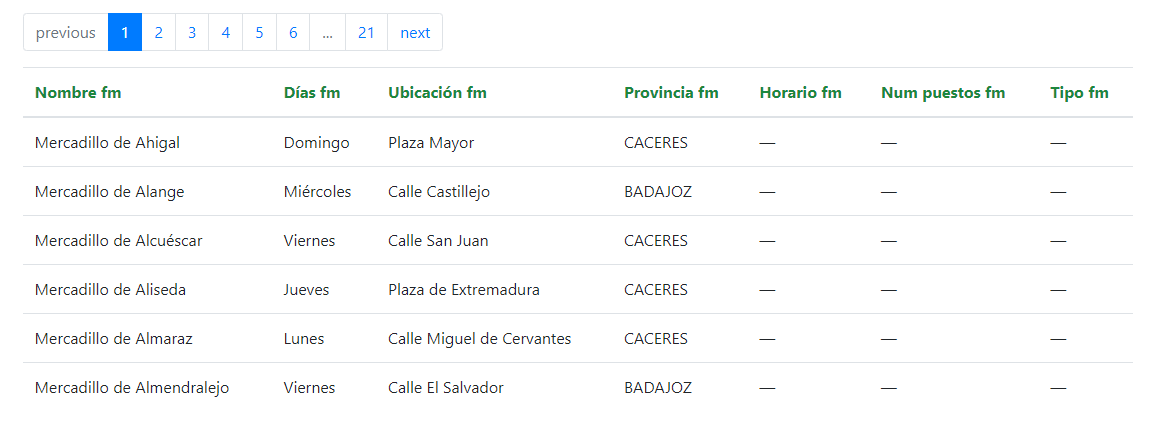 previous 1 2 3 4 5 6 ... 21 next
Nombre fm Días fm Ubicación fm Provincia fm Horario fm Num puestos fm Tipo fm
Mercadillo de Ahigal Domingo Plaza Mayor CACERES — — —
Mercadillo de Alange Miércoles Calle Castillejo BADAJOZ — — —
Mercadillo de Alcuéscar Viernes Calle San Juan CACERES — — —
Mercadillo de Aliseda Jueves Plaza de Extremadura CACERES — — —
Mercadillo de Almaraz Lunes Calle Miguel de Cervantes CACERES — — —
Mercadillo de Almendralejo Viernes Calle El Salvador BADAJOZ — — —